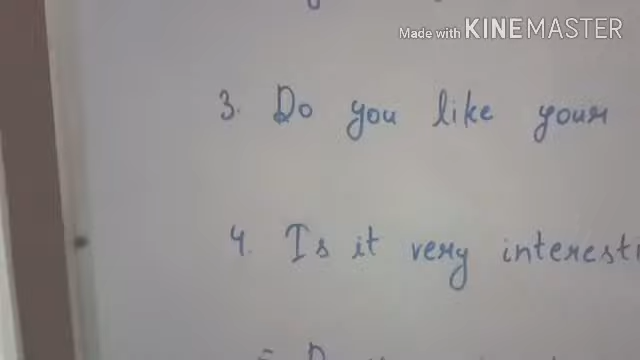 Made with KINEMASTER
3. Do you like your
4. Is it very interesti